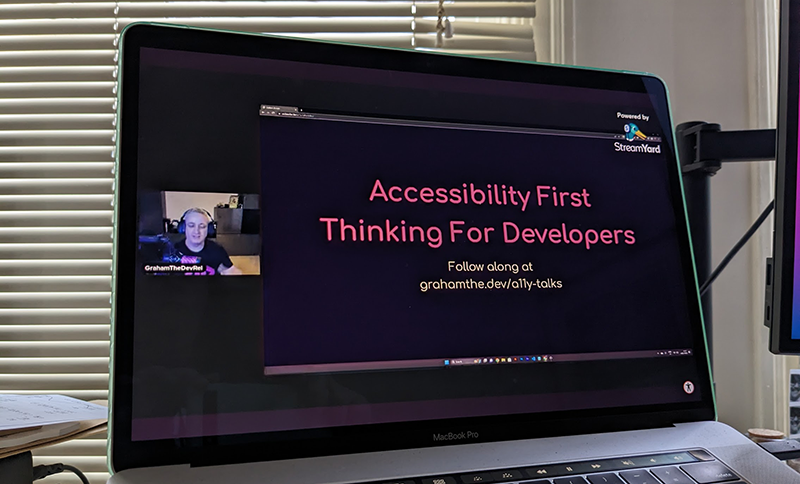 Powered by
StreamYard
Accessibility First
Thinking For Developers
Follow along at
grahamthe.dev/a11y-talks
GrahamTheDevRel
MacBook Pro